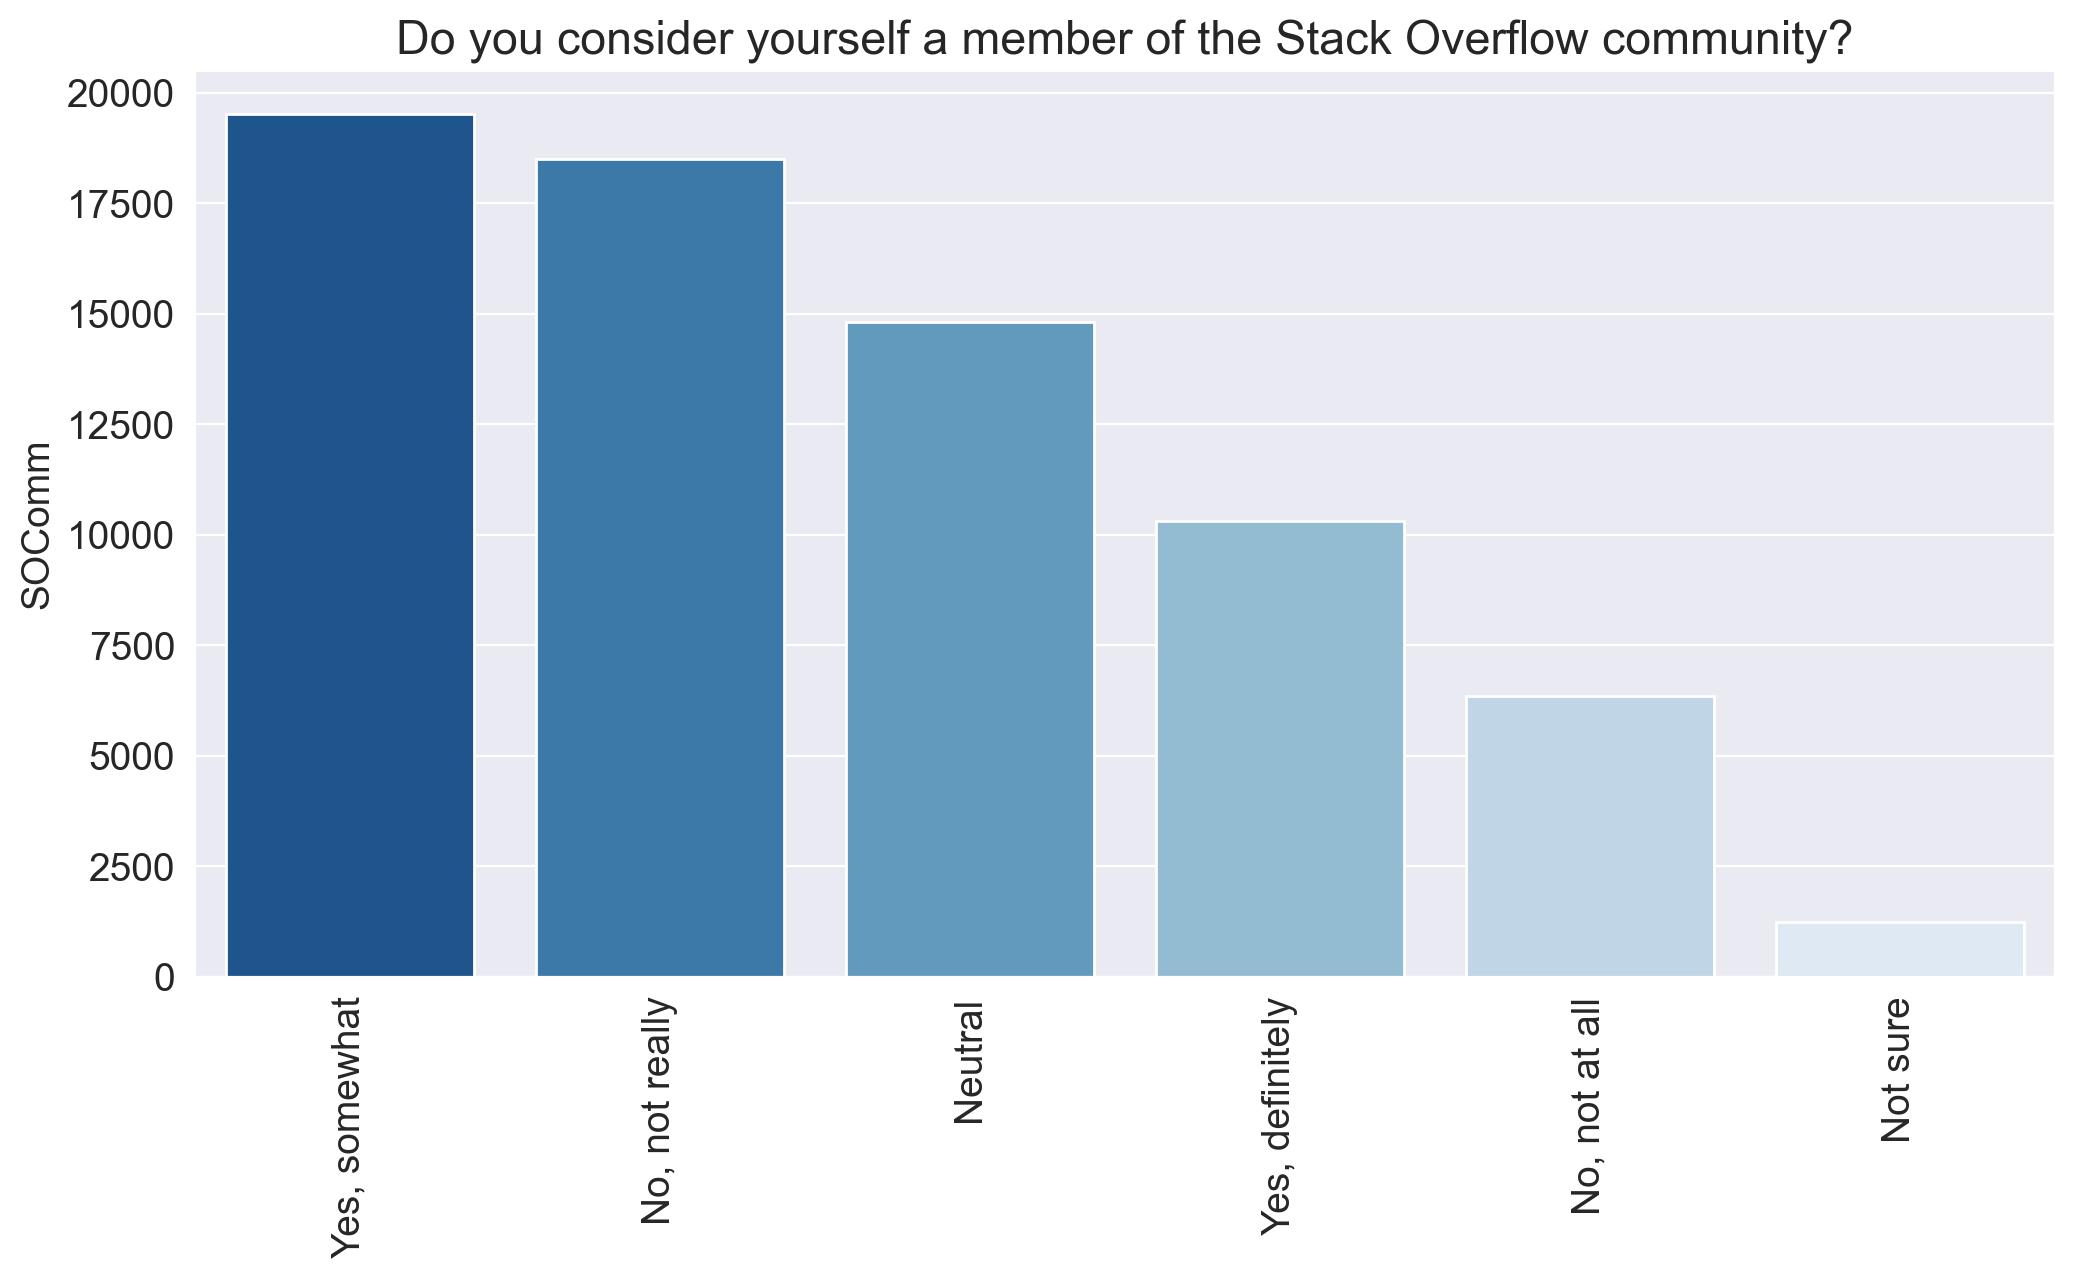 Do you consider yourself a member of the Stack Overflow community?
SOComm
20000
17500
15000
12500
10000
7500
5000
2500
0
Yes, somewhat
No, not really
Neutral
Yes, definitely
No, not at all
Not sure